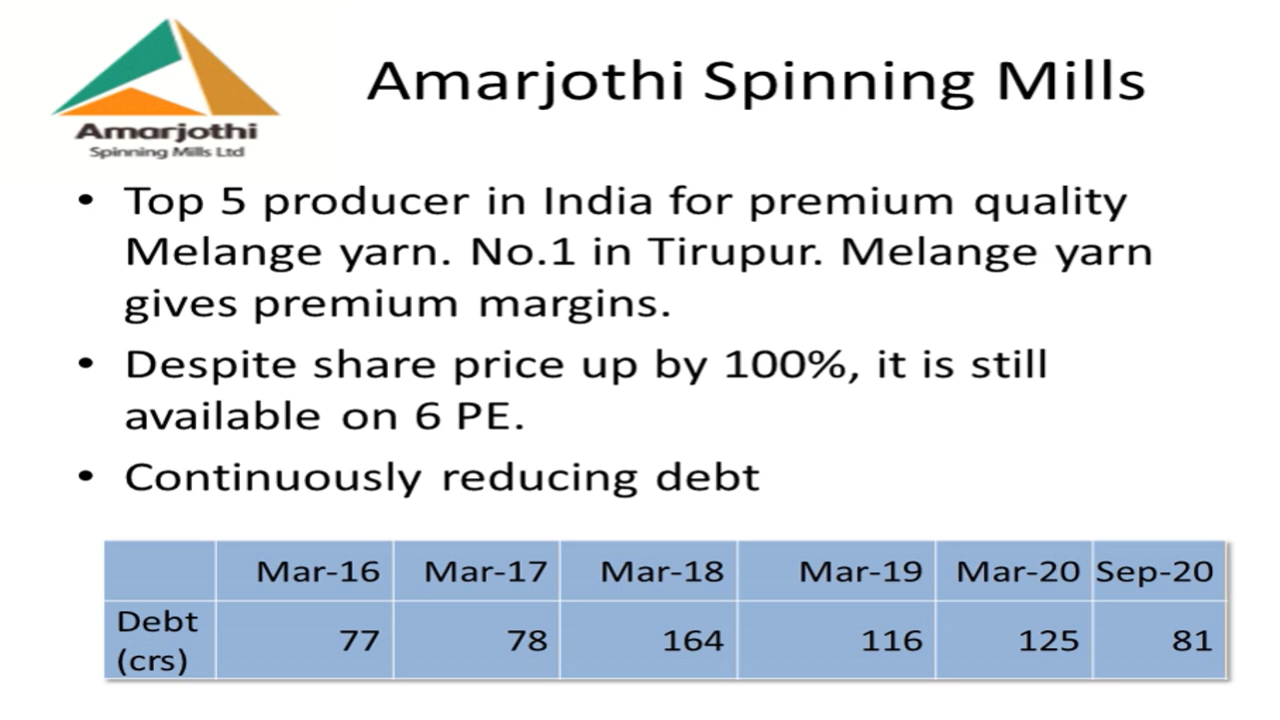 Amarjothi
Spinning Mills Ltd
Amarjothi Spinning Mills
• Top 5 producer in India for premium quality
Melange yarn. No.1 in Tirupur. Melange yarn
gives premium margins.
• Despite share price up by 100%, it is still
available on 6 PE.
• Continuously reducing debt
Mar-16 Mar-17 Mar-18 Mar-19 Mar-20 Sep-20
Debt
(crs) 77 78 164 116 125 81